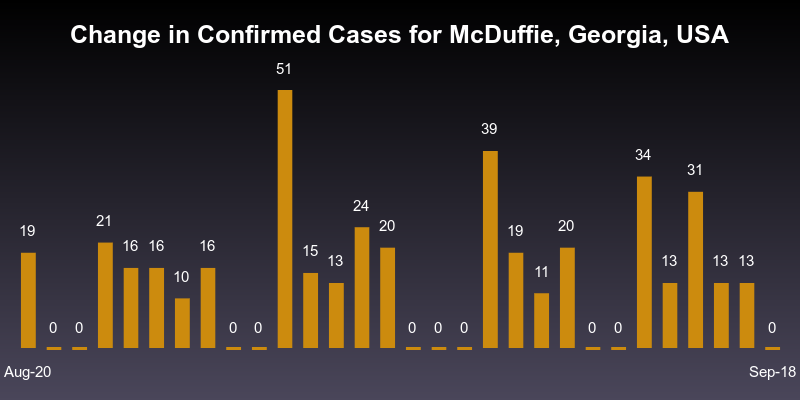 Change in Confirmed Cases for McDuffie, Georgia, USA
19 0 0 21 16 16 10 16 0 0 51 15 13 24 20 0 0 0 39 19 11 20 0 0 34 13 31 13 13 0
Aug-20 Sep-18